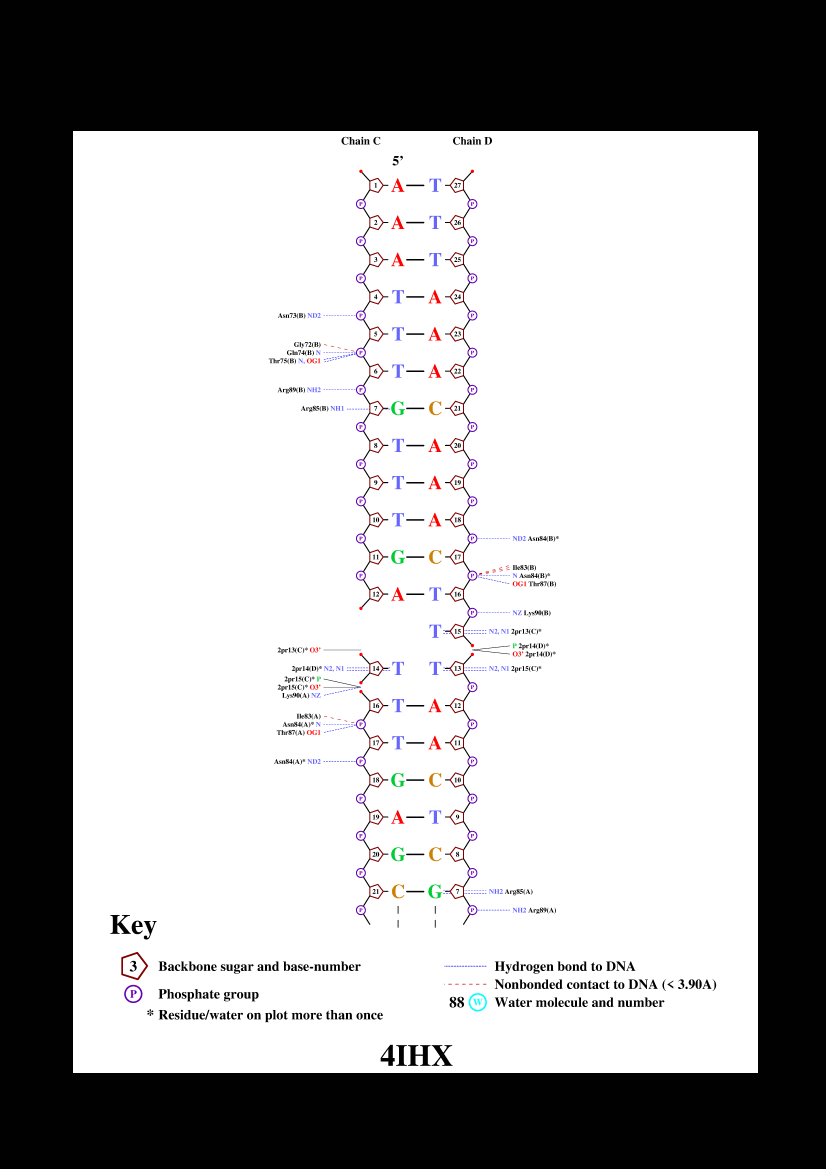 Chain C Chain D
5’
1 A T 27
P P
2 A T 26
P P
3 A T 25
P P
4 T A 24
Asn73(B) ND2 P P
5 T A 23
Gly72(B)
Gln74(B) N P P
Thr75(B) N, OG1
6 T A 22
Arg89(B) NH2 P P
Arg85(B) NH1 7 G C 21
P P
8 T A 20
P P
9 T A 19
P P
10 T A 18
P P ND2 Asn84(B)*
11 G C 17
Ile83(B)
P P N Asn84(B)*
OG1 Thr87(B)
12 A T 16
P NZ Lys90(B)
T 15 N2, N1 2pr13(C)*
P 2pr14(D)*
2pr13(C)* O3' O3' 2pr14(D)*
2pr14(D)* N2, N1 14 T T 13 N2, N1 2pr15(C)*
2pr15(C)* P
2pr15(C)* O3' P
Lys90(A) NZ
16 T A 12
Ile83(A)
Asn84(A)* N P P
Thr87(A) OG1
17 T A 11
Asn84(A)* ND2 P P
18 G C 10
P P
19 A T 9
P P
20 G C 8
P P
21 C G 7 NH2 Arg85(A)
P P NH2 Arg89(A)
Key
3 Backbone sugar and base-number Hydrogen bond to DNA
Nonbonded contact to DNA (< 3.90A)
P Phosphate group 88 W Water molecule and number
* Residue/water on plot more than once
4IHX